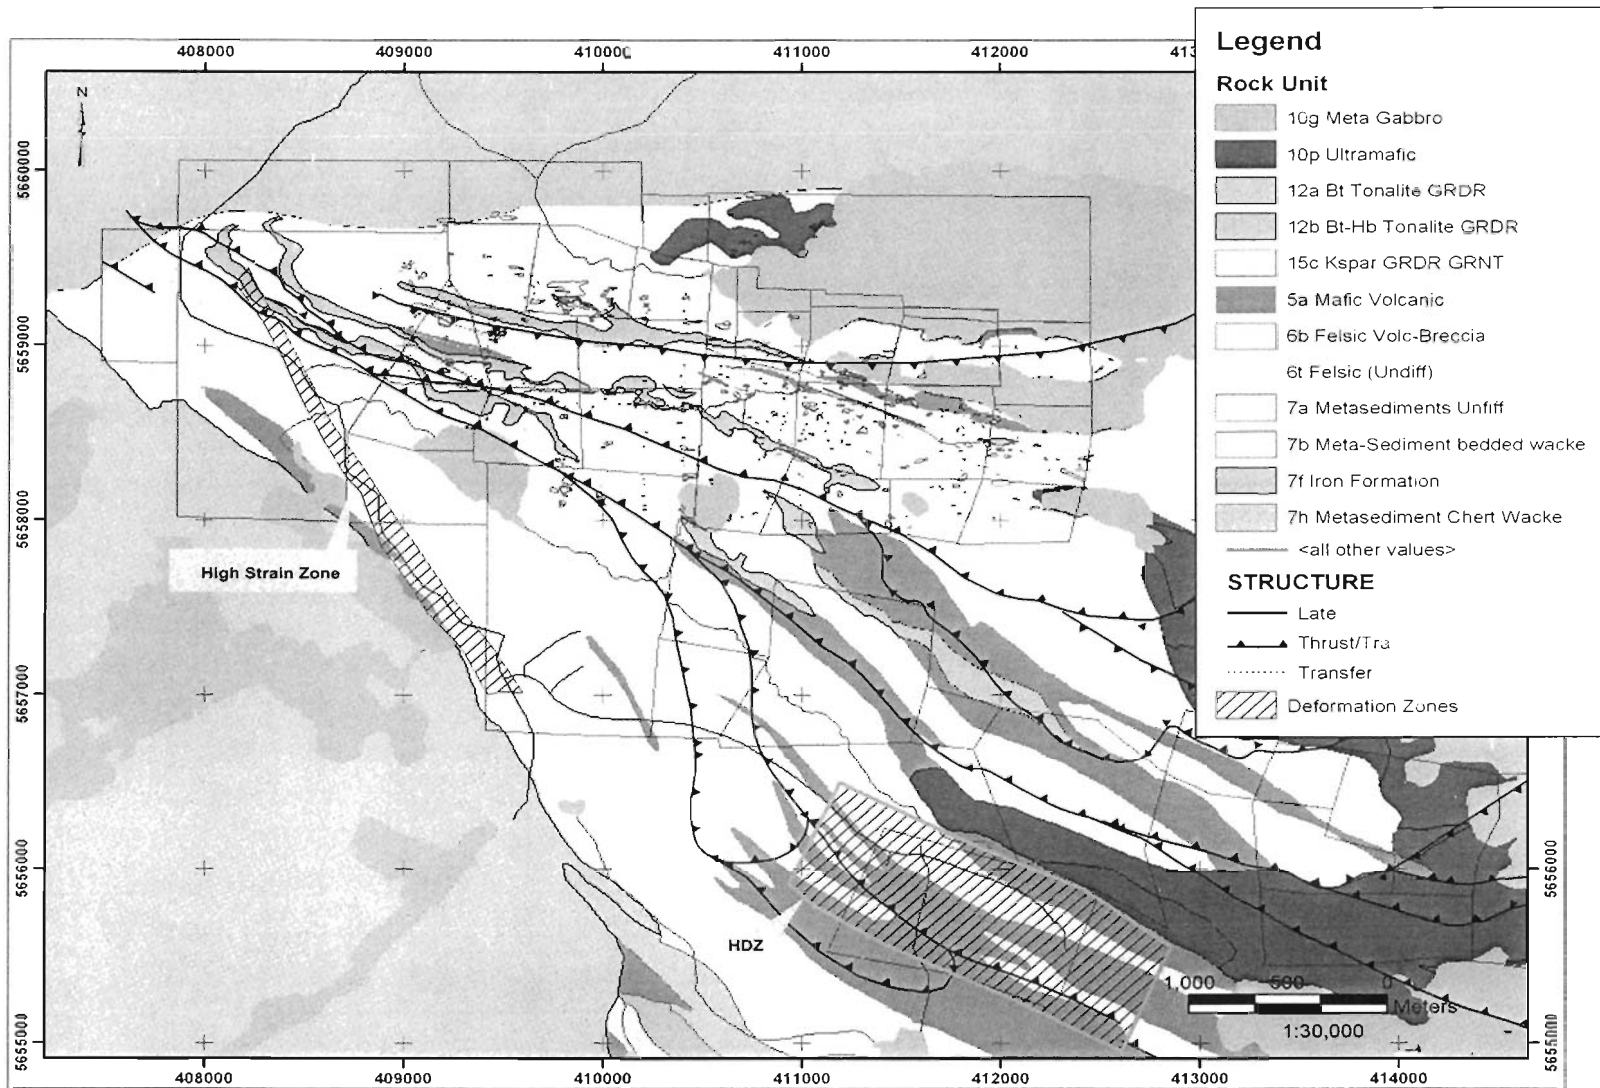 408000 409000 410000 411000 412000 413
Legend
Rock Unit
10g Meta Gabbro
10p Ultramafic
12a Bt Tonalite GRDR
12b Bt-Hb Tonalite GRDR
15c Kspar GRDR GRNT
5a Mafic Volcanic
6b Felsic Volc-Breccia
6t Felsic (Undiff)
7a Metasediments Unfiff
7b Meta-Sediment bedded wacke
7f Iron Formation
7h Metasediment Chert Wacke
<all other values>
STRUCTURE
Late
Thrust/Tra
Transfer
Deformation Zones
N
5660000
5659000
5658000
5657000
5656000
5655000
High Strain Zone
HDZ
5656000
5655000
1,000 500 0
Meters
1:30,000
408000 409000 410000 411000 412000 413000 414000